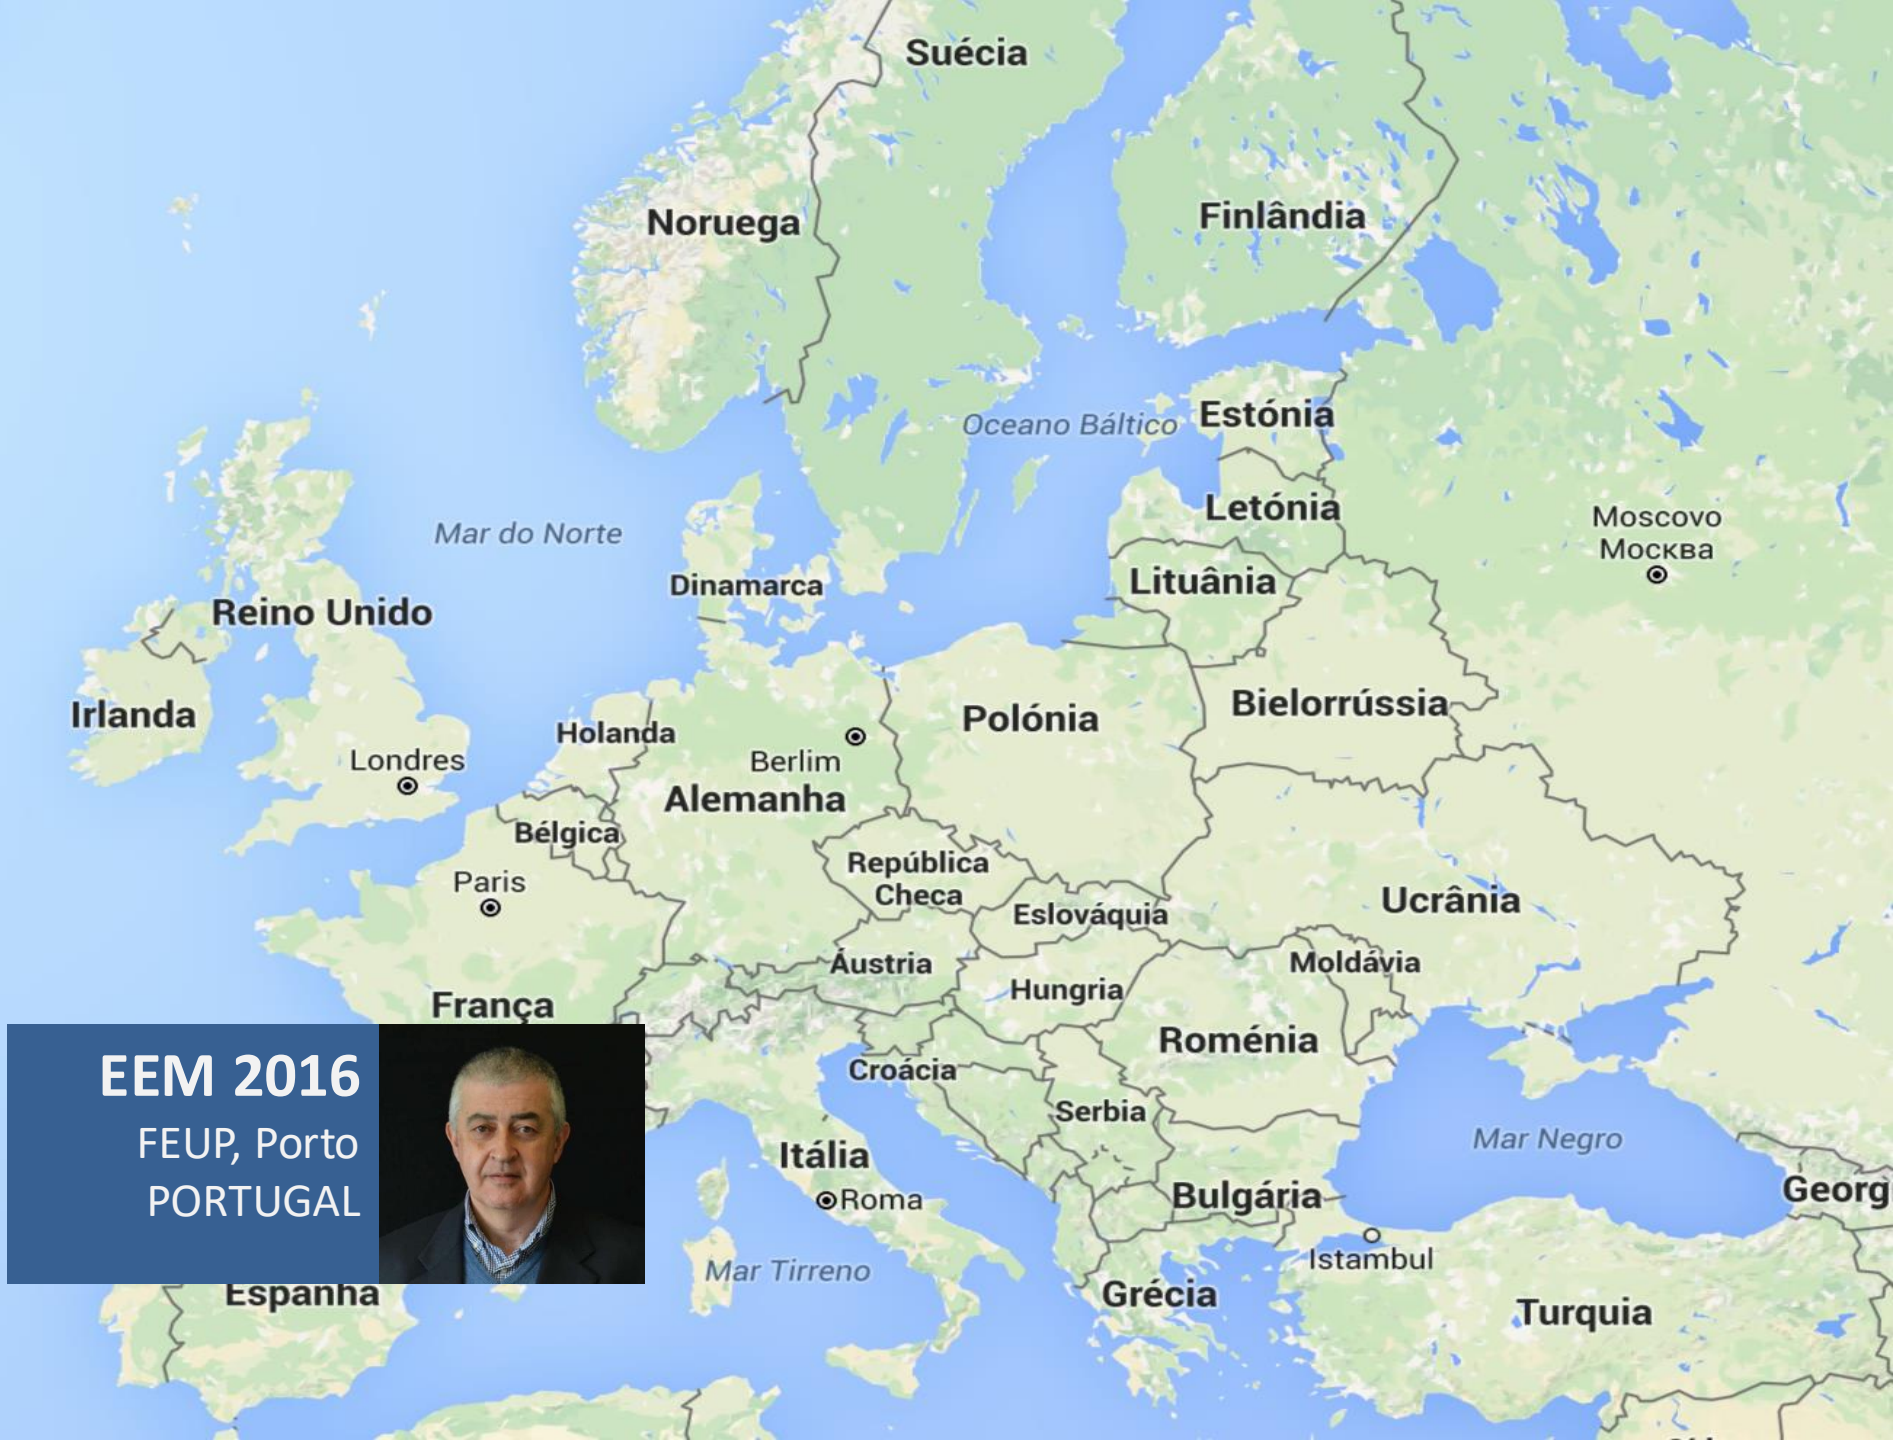 Suécia
Noruega
Finlândia
Oceano Báltico
Estónia
Letónia
Moscovo
Москва
Mar do Norte
Dinamarca
Lituânia
Reino Unido
Irlanda
Bielorrússia
Polónia
Holanda
Londres
Berlim
Alemanha
Bélgica
República
Checa
Paris
Eslováquia
Ucrânia
Áustria
Moldávia
Hungria
França
Roménia
Croácia
Serbia
EEM 2016
FEUP, Porto
PORTUGAL
Mar Negro
Itália
Roma
Bulgária
Georg
Istambul
Mar Tirreno
Espanha
Grécia
Turquia